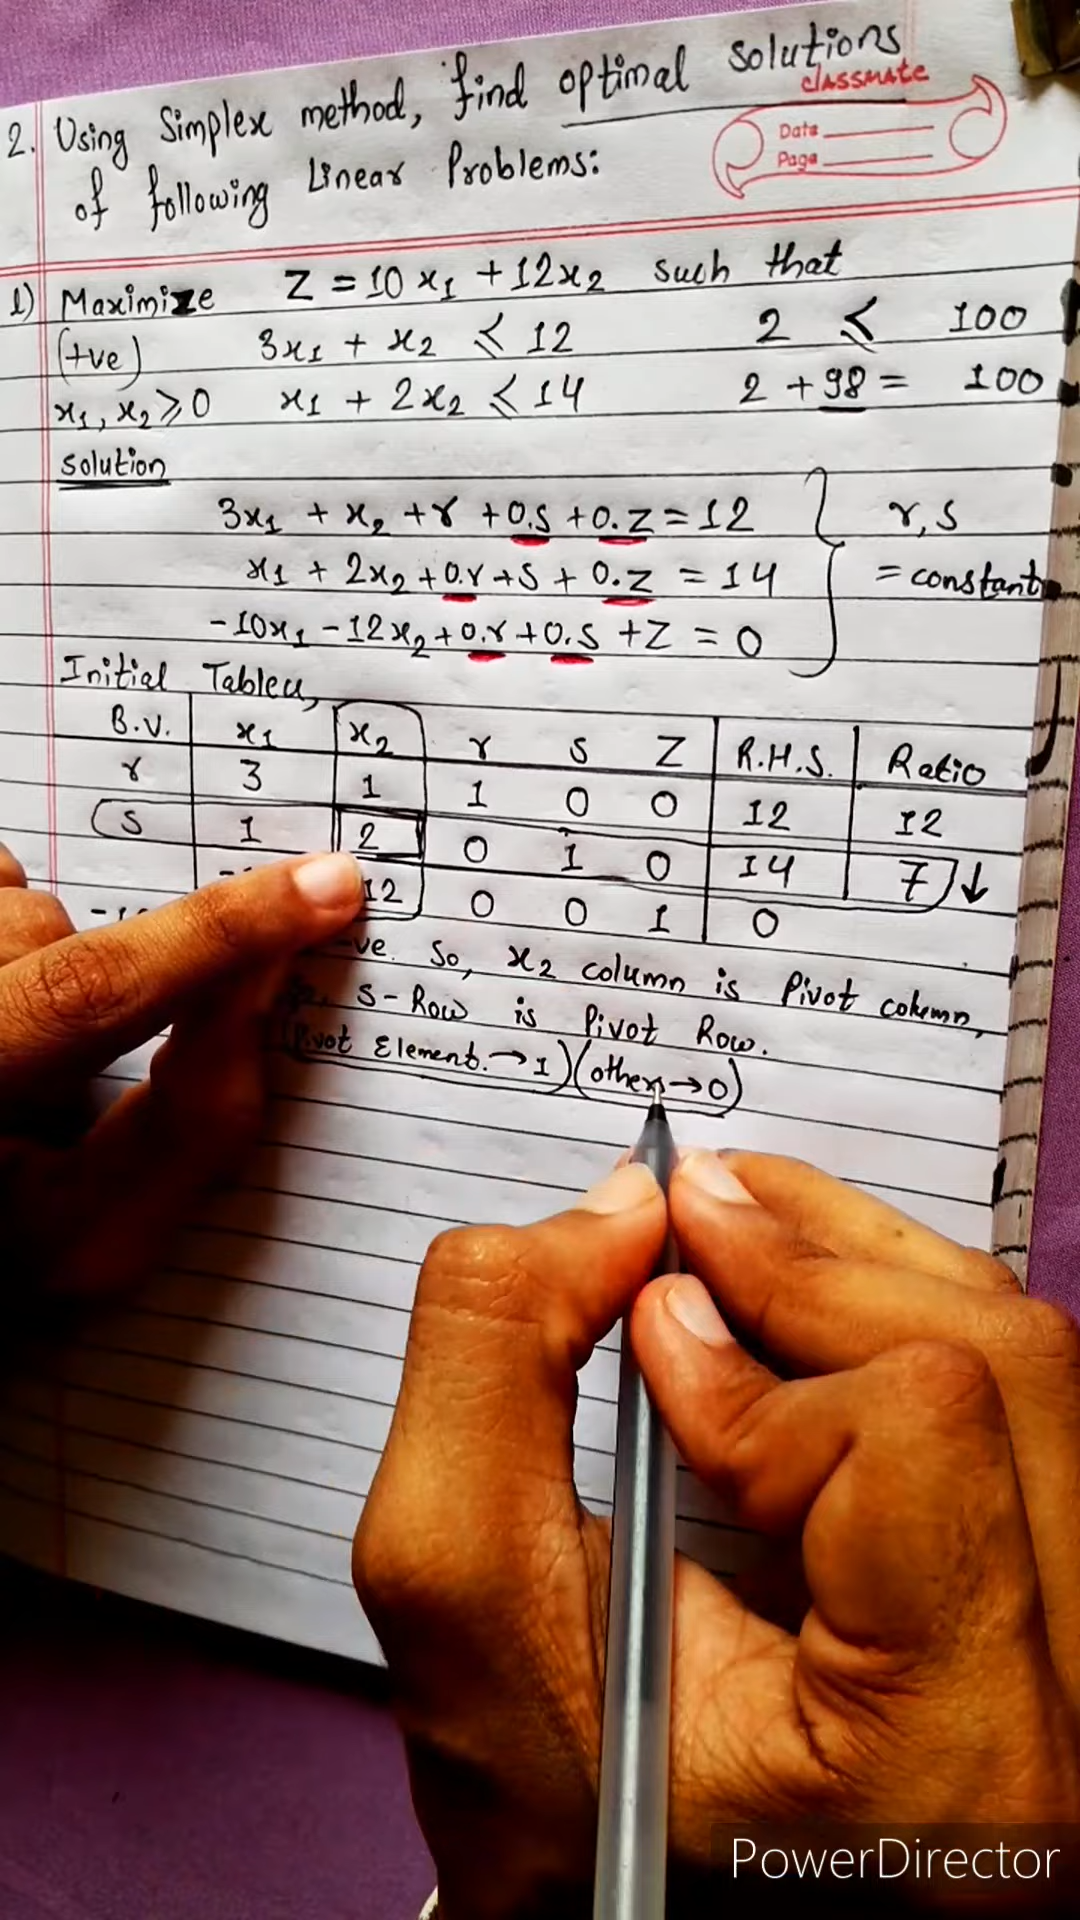 2. Using Simplex method, find optimal solutions
of following Linear Problems:
classmate
Date
Page
1) Maximize Z = 10x₁ + 12x₂ such that
(+ve) 3x₁ + x₂ ≤ 12 2 ≤ 100
x₁, x₂ ≥ 0 x₁ + 2x₂ ≤ 14 2 + 98 = 100
Solution
3x₁ + x₂ + r + 0.s + 0.z = 12 r, s
x₁ + 2x₂ + 0.r + s + 0.z = 14 = constant
-10x₁ - 12x₂ + 0.r + 0.s + z = 0
Initial Tableu,
B.V. x₁ x₂ r s Z R.H.S. Ratio
r 3 1 1 0 0 12 12
s 1 2 0 1 0 14 7 ↓
12 0 0 1 0
-ve. So, x₂ column is Pivot column,
s-Row is Pivot Row.
Pivot Element. → 1) (other → 0)
PowerDirector